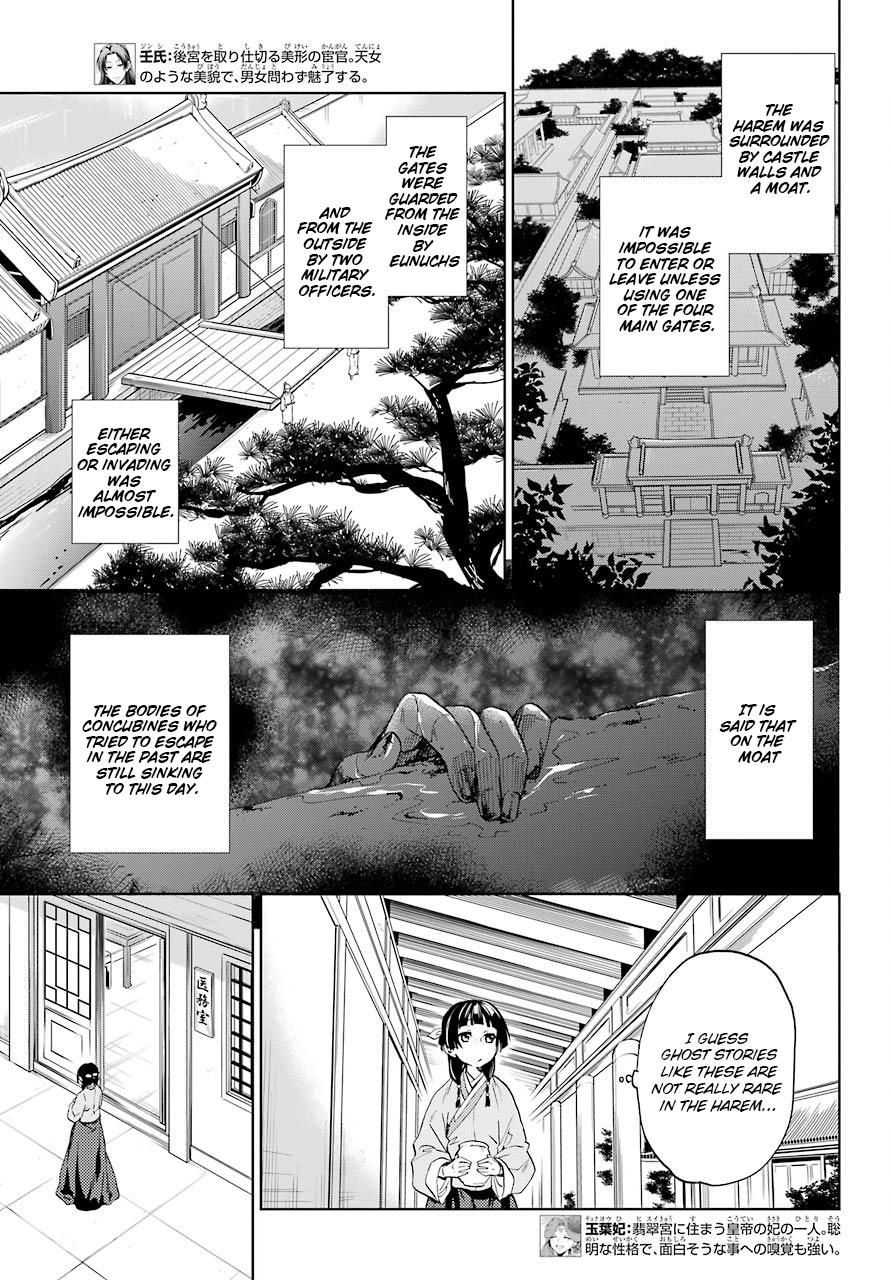 壬氏:後宮を取り仕切る美形の宦官。天女
のような美貌で、男女問わず魅了する。
THE
HAREM WAS
SURROUNDED
BY CASTLE
WALLS AND
A MOAT.
IT WAS
IMPOSSIBLE
TO ENTER OR
LEAVE UNLESS
USING ONE
OF THE FOUR
MAIN GATES.
THE
GATES
WERE
GUARDED
FROM THE
INSIDE
BY
EUNUCHS
AND
FROM THE
OUTSIDE
BY TWO
MILITARY
OFFICERS.
EITHER
ESCAPING
OR INVADING
WAS
ALMOST
IMPOSSIBLE.
IT IS
SAID THAT
ON THE
MOAT
THE BODIES OF
CONCUBINES WHO
TRIED TO ESCAPE
IN THE PAST ARE
STILL SINKING
TO THIS DAY.
I GUESS
GHOST STORIES
LIKE THESE ARE
NOT REALLY RARE
IN THE HAREM...
医務室
玉葉妃:翡翠宮に住まう皇帝の妃の一人。聡
明な性格で、面白そうな事への嗅覚も強い。